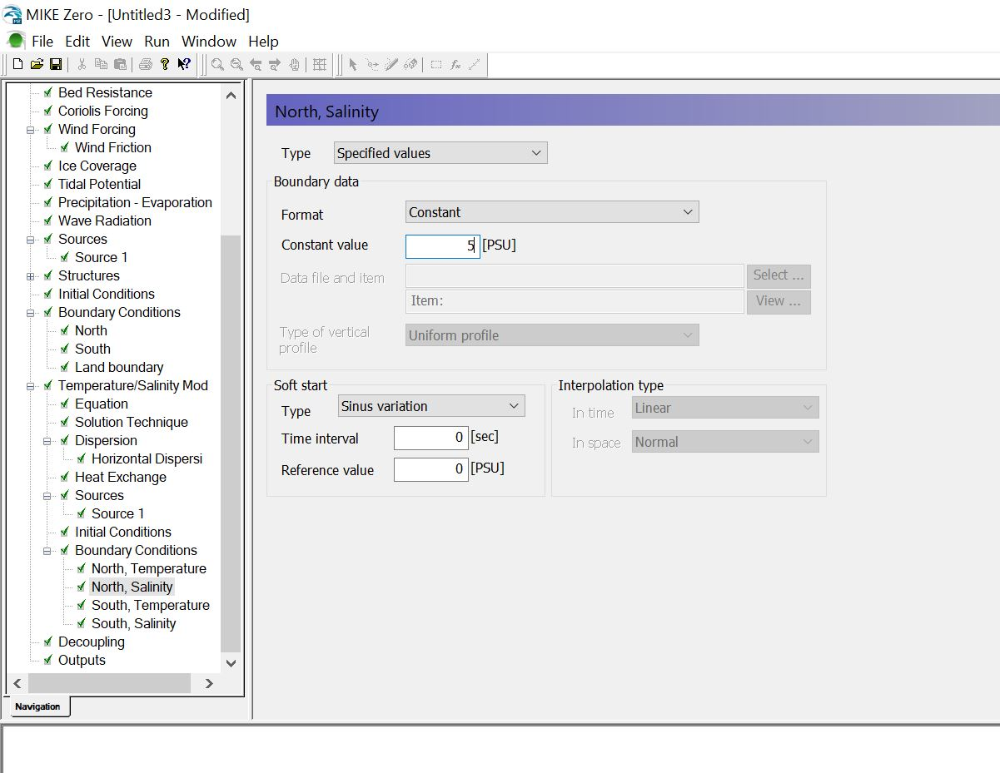 MIKE Zero - [Untitled3 - Modified]
File Edit View Run Window Help
Bed Resistance
Coriolis Forcing
Wind Forcing
Wind Friction
Ice Coverage
Tidal Potential
Precipitation - Evaporation
Wave Radiation
Sources
Source 1
Structures
Initial Conditions
Boundary Conditions
North
South
Land boundary
Temperature/Salinity Mod
Equation
Solution Technique
Dispersion
Horizontal Dispersi
Heat Exchange
Sources
Source 1
Initial Conditions
Boundary Conditions
North, Temperature
North, Salinity
South, Temperature
South, Salinity
Decoupling
Outputs
Navigation
North, Salinity
Type Specified values
Boundary data
Format Constant
Constant value 5 [PSU]
Data file and item Select ...
Item: View ...
Type of vertical
profile
Uniform profile
Soft start
Type Sinus variation
Time interval 0 [sec]
Reference value 0 [PSU]
Interpolation type
In time Linear
In space Normal